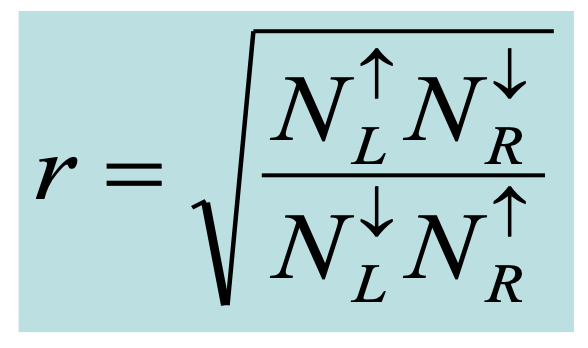 r = √(N_L^↑ N_R^↓ / N_L^↓ N_R^↑)